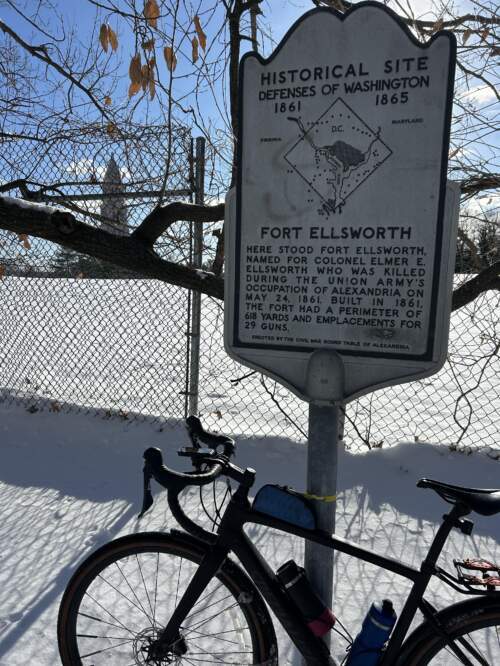 HISTORICAL SITE
DEFENSES OF WASHINGTON
1861 1865
D.C.
VIRGINIA MARYLAND
FORT ELLSWORTH
HERE STOOD FORT ELLSWORTH,
NAMED FOR COLONEL ELMER E.
ELLSWORTH WHO WAS KILLED
DURING THE UNION ARMY'S
OCCUPATION OF ALEXANDRIA ON
MAY 24, 1861. BUILT IN 1861,
THE FORT HAD A PERIMETER OF
618 YARDS AND EMPLACEMENTS FOR
29 GUNS.
ERECTED BY THE CIVIL WAR ROUND TABLE OF ALEXANDRIA